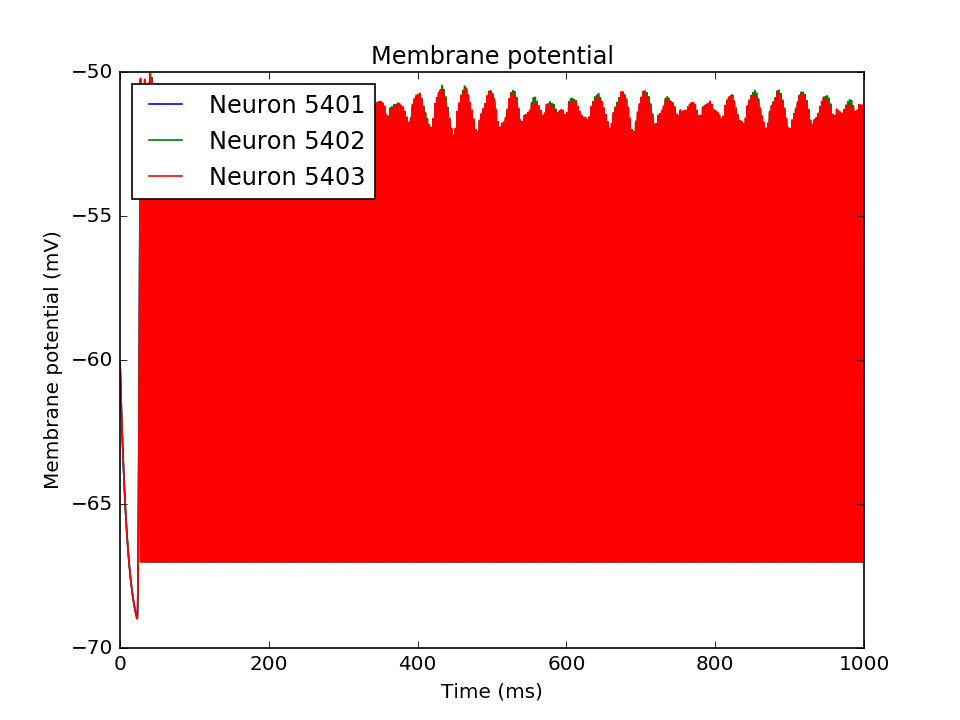 Membrane potential
−50
−55
−60
−65
−70
Membrane potential (mV)
Neuron 5401
Neuron 5402
Neuron 5403
0
200
400
600
800
1000
Time (ms)